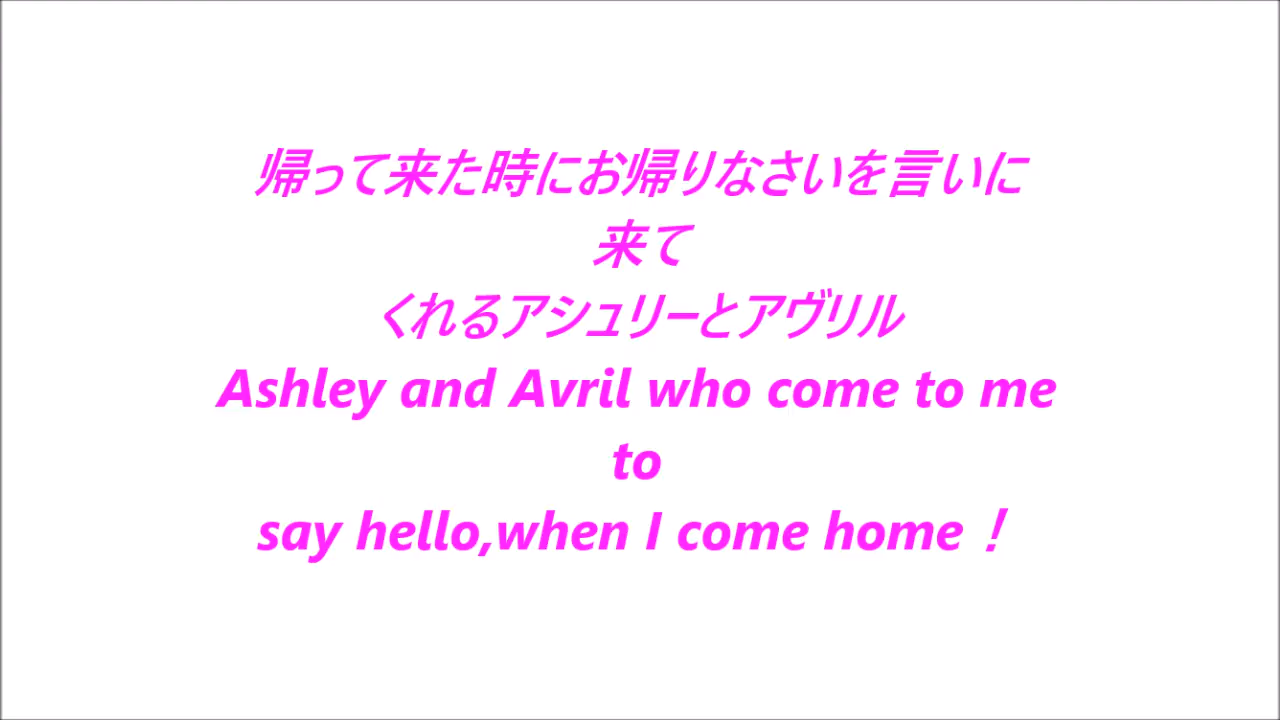 帰って来た時にお帰りなさいを言いに
来て
くれるアシュリーとアヴリル
Ashley and Avril who come to me
to
say hello,when I come home！